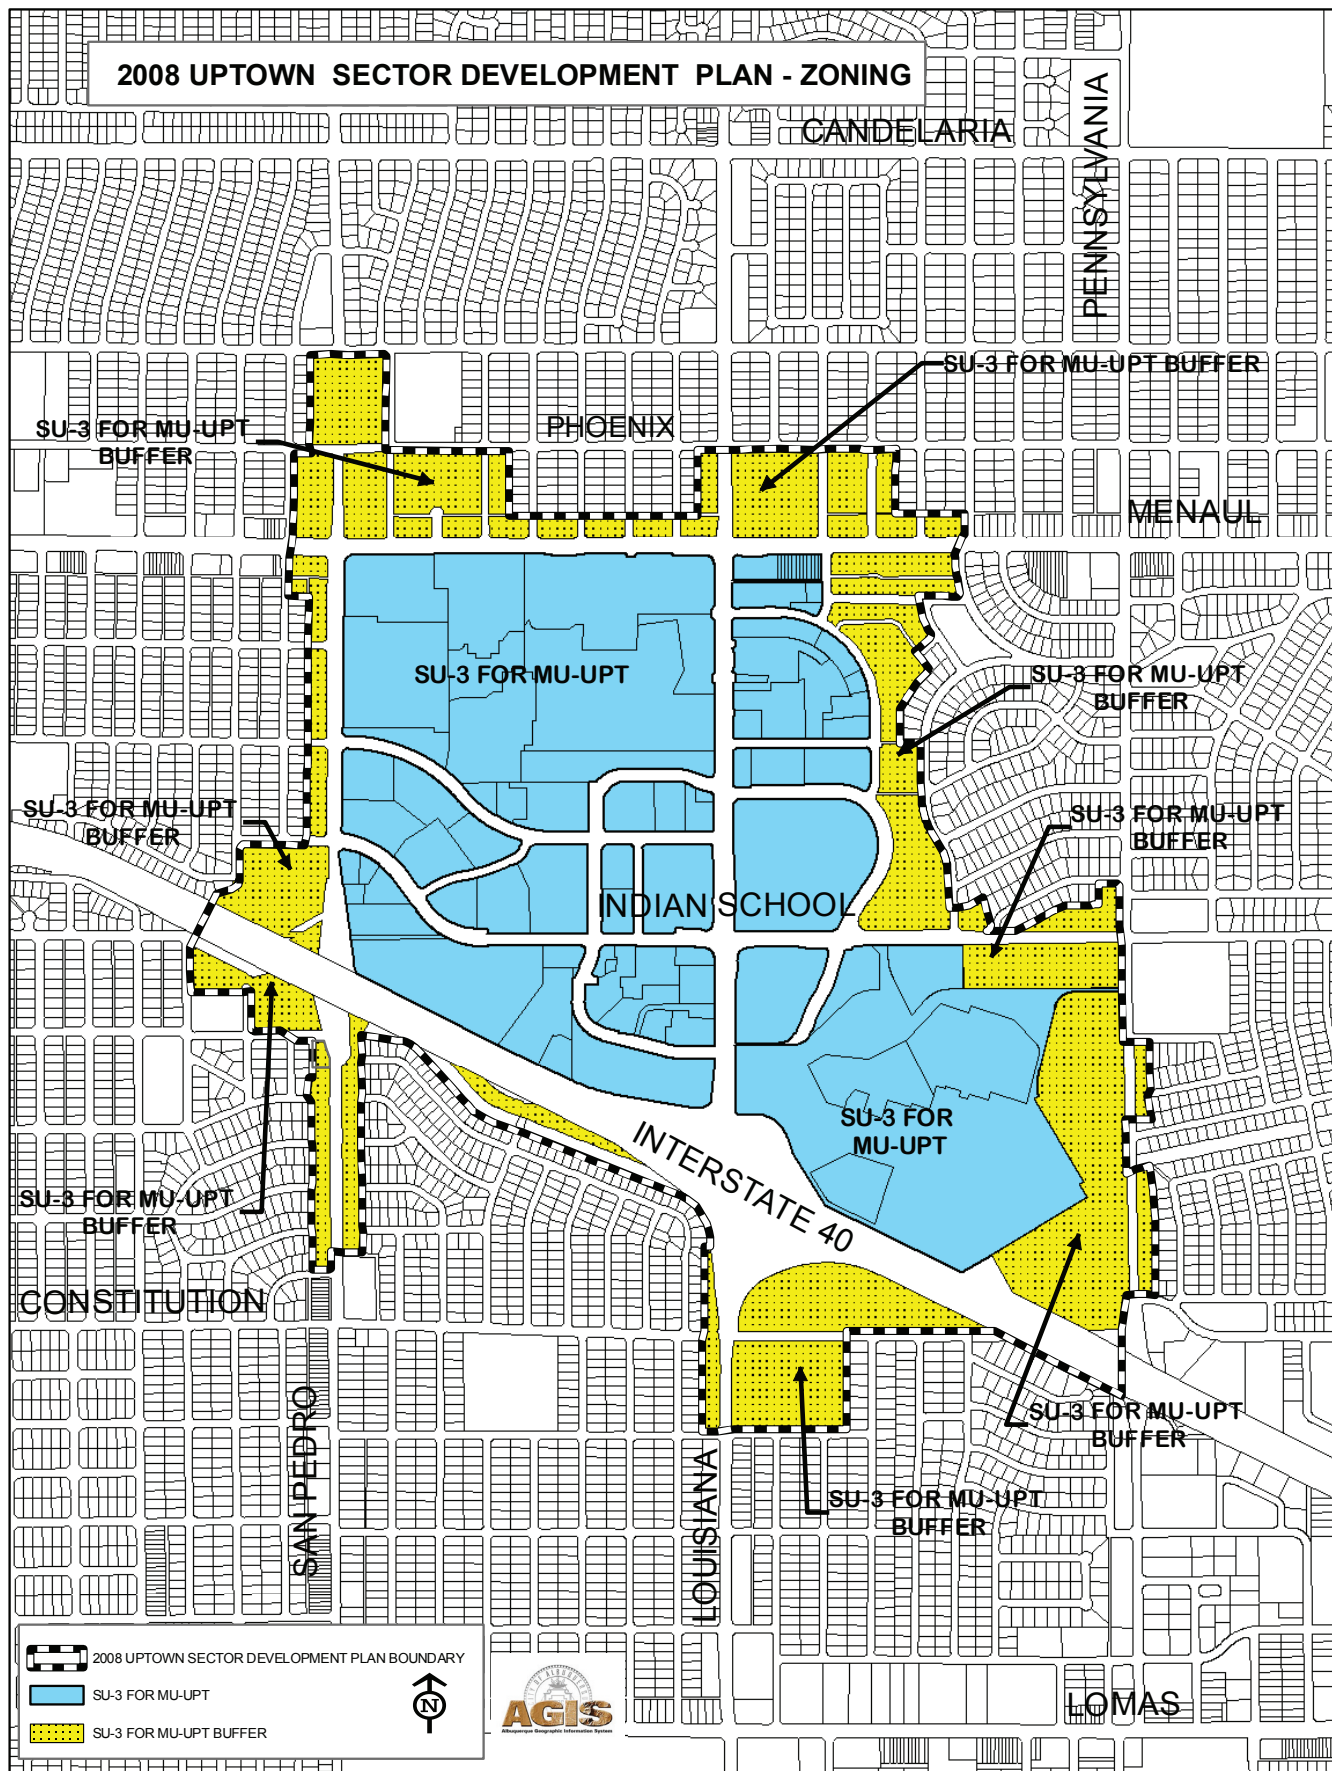 2008 UPTOWN SECTOR DEVELOPMENT PLAN - ZONING
CANDELARIA
PENNSYLVANIA
SU-3 FOR MU-UPT BUFFER
SU-3 FOR MU-UPT
BUFFER
PHOENIX
MENAUL
SU-3 FOR MU-UPT
SU-3 FOR MU-UPT
BUFFER
SU-3 FOR MU-UPT
BUFFER
SU-3 FOR MU-UPT
BUFFER
INDIAN SCHOOL
SU-3 FOR
MU-UPT
INTERSTATE 40
SU-3 FOR MU-UPT
BUFFER
CONSTITUTION
SAN PEDRO
SU-3 FOR MU-UPT
BUFFER
LOUISIANA
SU-3 FOR MU-UPT
BUFFER
2008 UPTOWN SECTOR DEVELOPMENT PLAN BOUNDARY
SU-3 FOR MU-UPT
SU-3 FOR MU-UPT BUFFER
N
AGIS
Albuquerque Geographic Information System
LOMAS